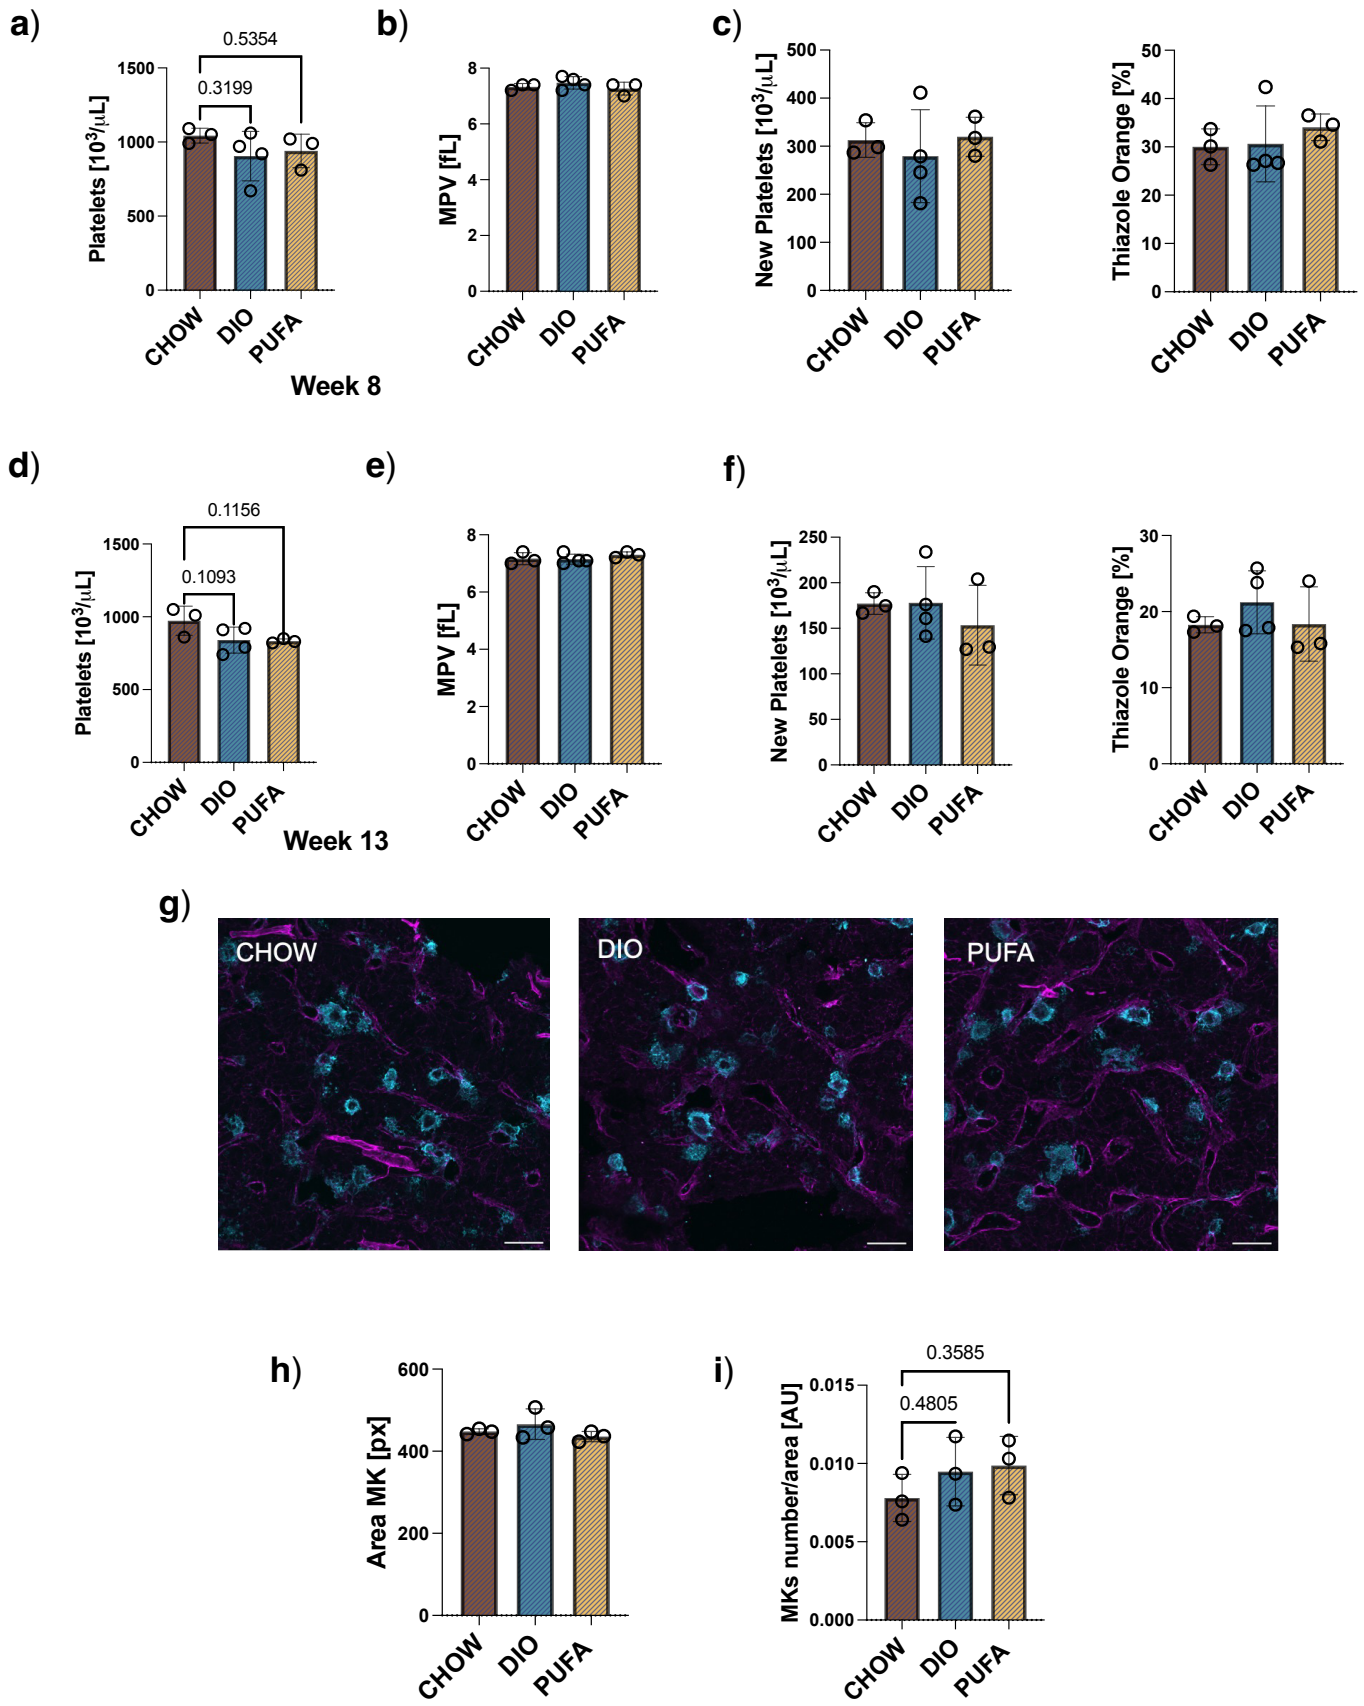 a)
0.5354
0.3199
Platelets [10³/µL]
1500
1000
500
0
CHOW
DIO
PUFA
b)
MPV [fL]
8
6
4
2
0
CHOW
DIO
PUFA
c)
New Platelets [10³/µL]
500
400
300
200
100
0
CHOW
DIO
PUFA
Thiazole Orange [%]
50
40
30
20
10
0
CHOW
DIO
PUFA
Week 8
d)
0.1156
0.1093
Platelets [10³/µL]
1500
1000
500
0
CHOW
DIO
PUFA
e)
MPV [fL]
8
6
4
2
0
CHOW
DIO
PUFA
f)
New Platelets [10³/µL]
250
200
150
100
50
0
CHOW
DIO
PUFA
Thiazole Orange [%]
30
20
10
0
CHOW
DIO
PUFA
Week 13
g)
CHOW
DIO
PUFA
h)
Area MK [px]
600
400
200
0
CHOW
DIO
PUFA
i)
0.3585
0.4805
MKs number/area [AU]
0.015
0.010
0.005
0.000
CHOW
DIO
PUFA